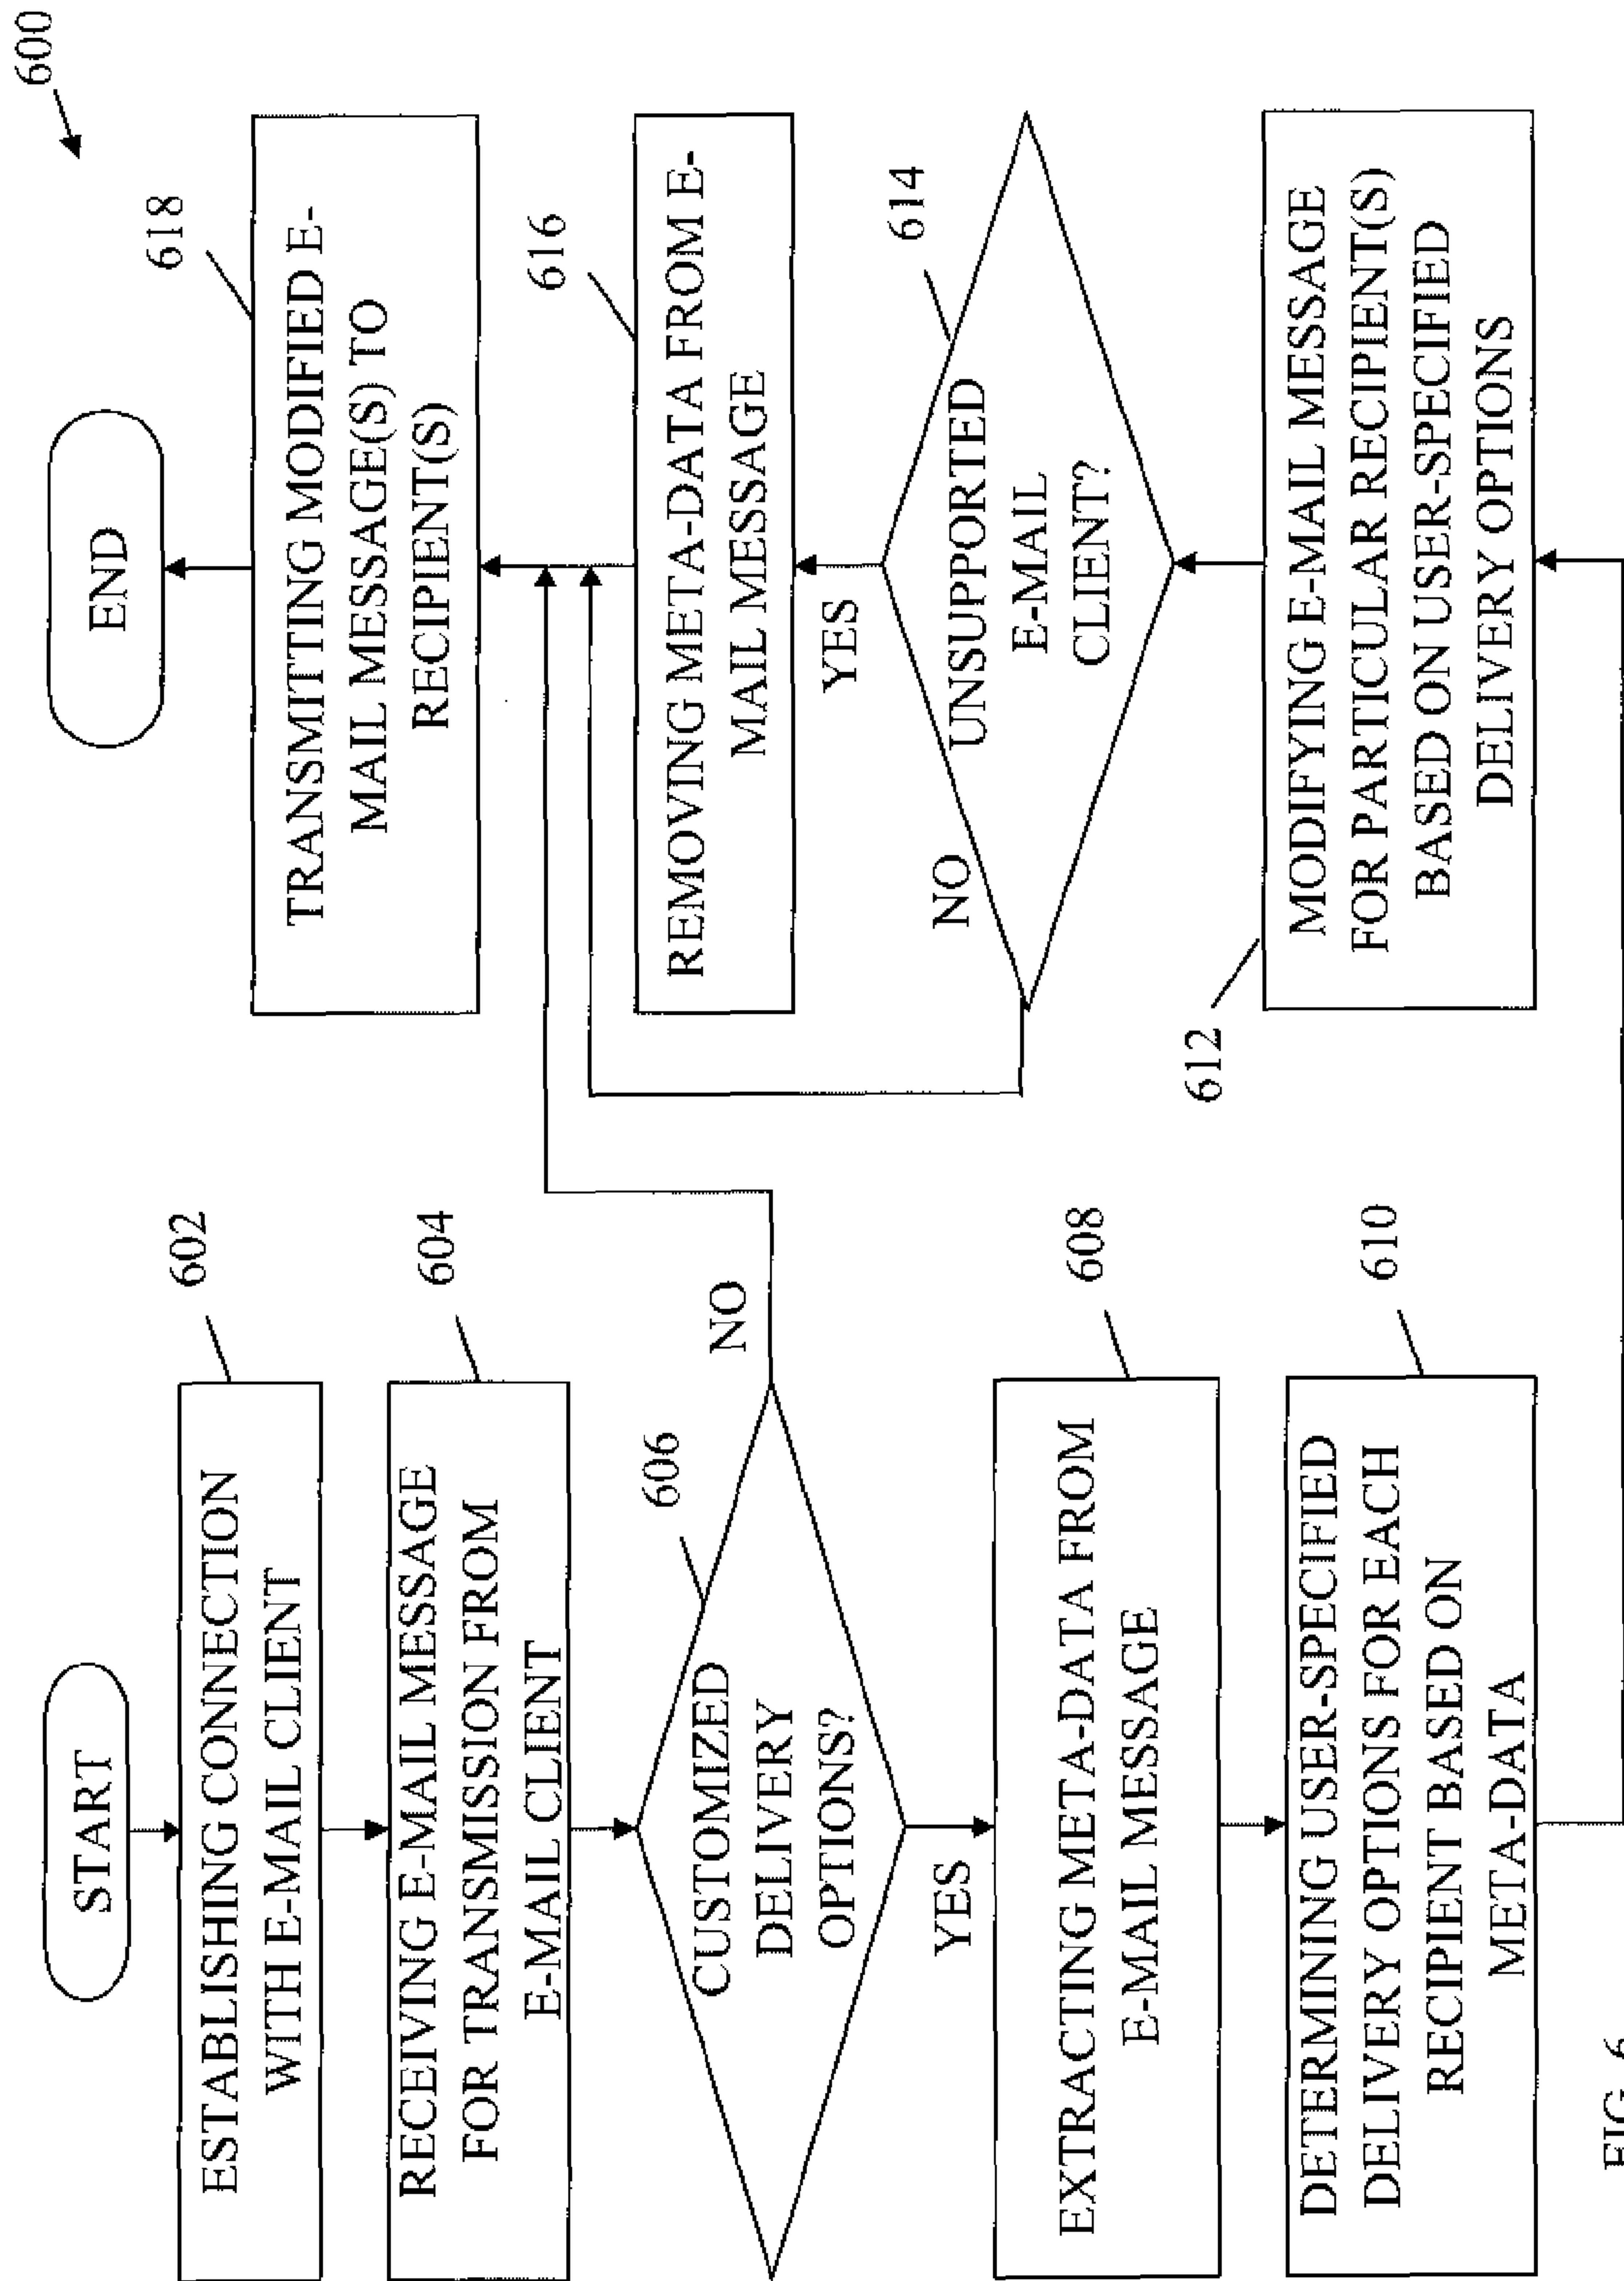 600
START
602
ESTABLISHING CONNECTION
WITH E-MAIL CLIENT
604
RECEIVING E-MAIL MESSAGE
FOR TRANSMISSION FROM
E-MAIL CLIENT
606
CUSTOMIZED
DELIVERY
OPTIONS?
NO
YES
608
EXTRACTING META-DATA FROM
E-MAIL MESSAGE
610
DETERMINING USER-SPECIFIED
DELIVERY OPTIONS FOR EACH
RECIPIENT BASED ON
META-DATA
612
MODIFYING E-MAIL MESSAGE
FOR PARTICULAR RECIPIENT(S)
BASED ON USER-SPECIFIED
DELIVERY OPTIONS
614
UNSUPPORTED
E-MAIL
CLIENT?
NO
YES
616
REMOVING META-DATA FROM E-
MAIL MESSAGE
618
TRANSMITTING MODIFIED E-
MAIL MESSAGE(S) TO
RECIPIENT(S)
END
FIG. 6